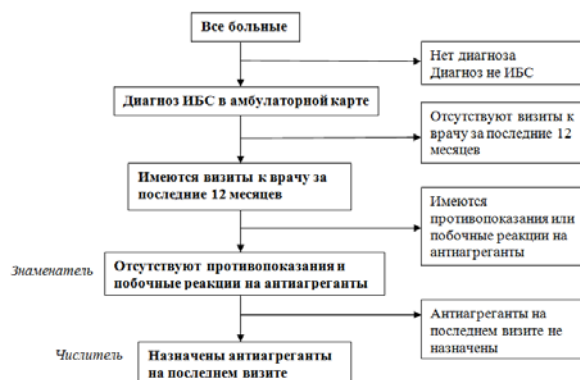 Все больные
Нет диагноза
Диагноз не ИБС
Диагноз ИБС в амбулаторной карте
Отсутствуют визиты к
врачу за последние 12
месяцев
Имеются визиты к врачу за
последние 12 месяцев
Имеются
противопоказания или
побочные реакции на
антиагреганты
Знаменатель
Отсутствуют противопоказания и
побочные реакции на антиагреганты
Антиагреганты на
последнем визите не
назначены
Числитель
Назначены антиагреганты
на последнем визите